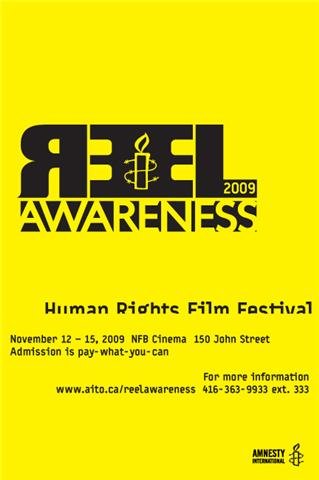 REEL
2009
AWARENESS
Human Rights Film Festival
November 12 – 15, 2009 NFB Cinema 150 John Street
Admission is pay-what-you-can
For more information
www.aito.ca/reelawareness 416-363-9933 ext. 333
AMNESTY
INTERNATIONAL